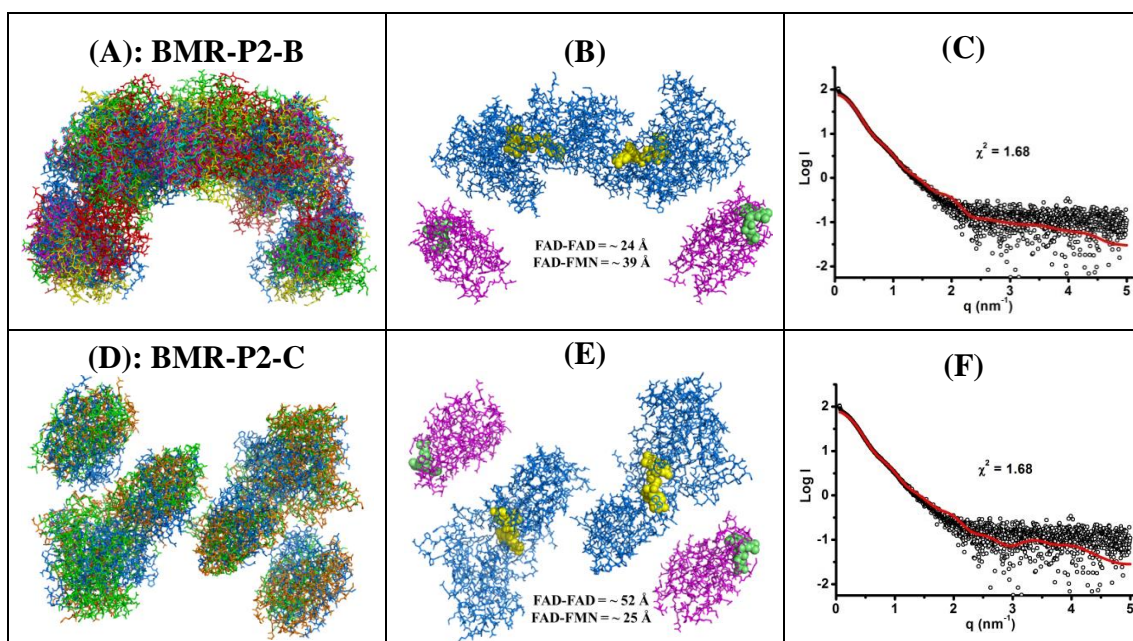 (A): BMR-P2-B
(B)
FAD-FAD = ~ 24 Å
FAD-FMN = ~ 39 Å
(C)
Log I
2
1
0
-1
-2
χ² = 1.68
0 1 2 3 4 5
q (nm⁻¹)
(D): BMR-P2-C
(E)
FAD-FAD = ~ 52 Å
FAD-FMN = ~ 25 Å
(F)
Log I
2
1
0
-1
-2
χ² = 1.68
0 1 2 3 4 5
q (nm⁻¹)